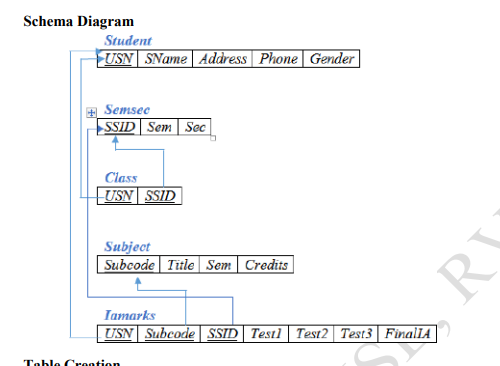 Schema Diagram
Student
USN SName Address Phone Gender
Semsec
SSID Sem Sec
Class
USN SSID
Subject
Subcode Title Sem Credits
Iamarks
USN Subcode SSID Test1 Test2 Test3 FinalIA
Table Creation